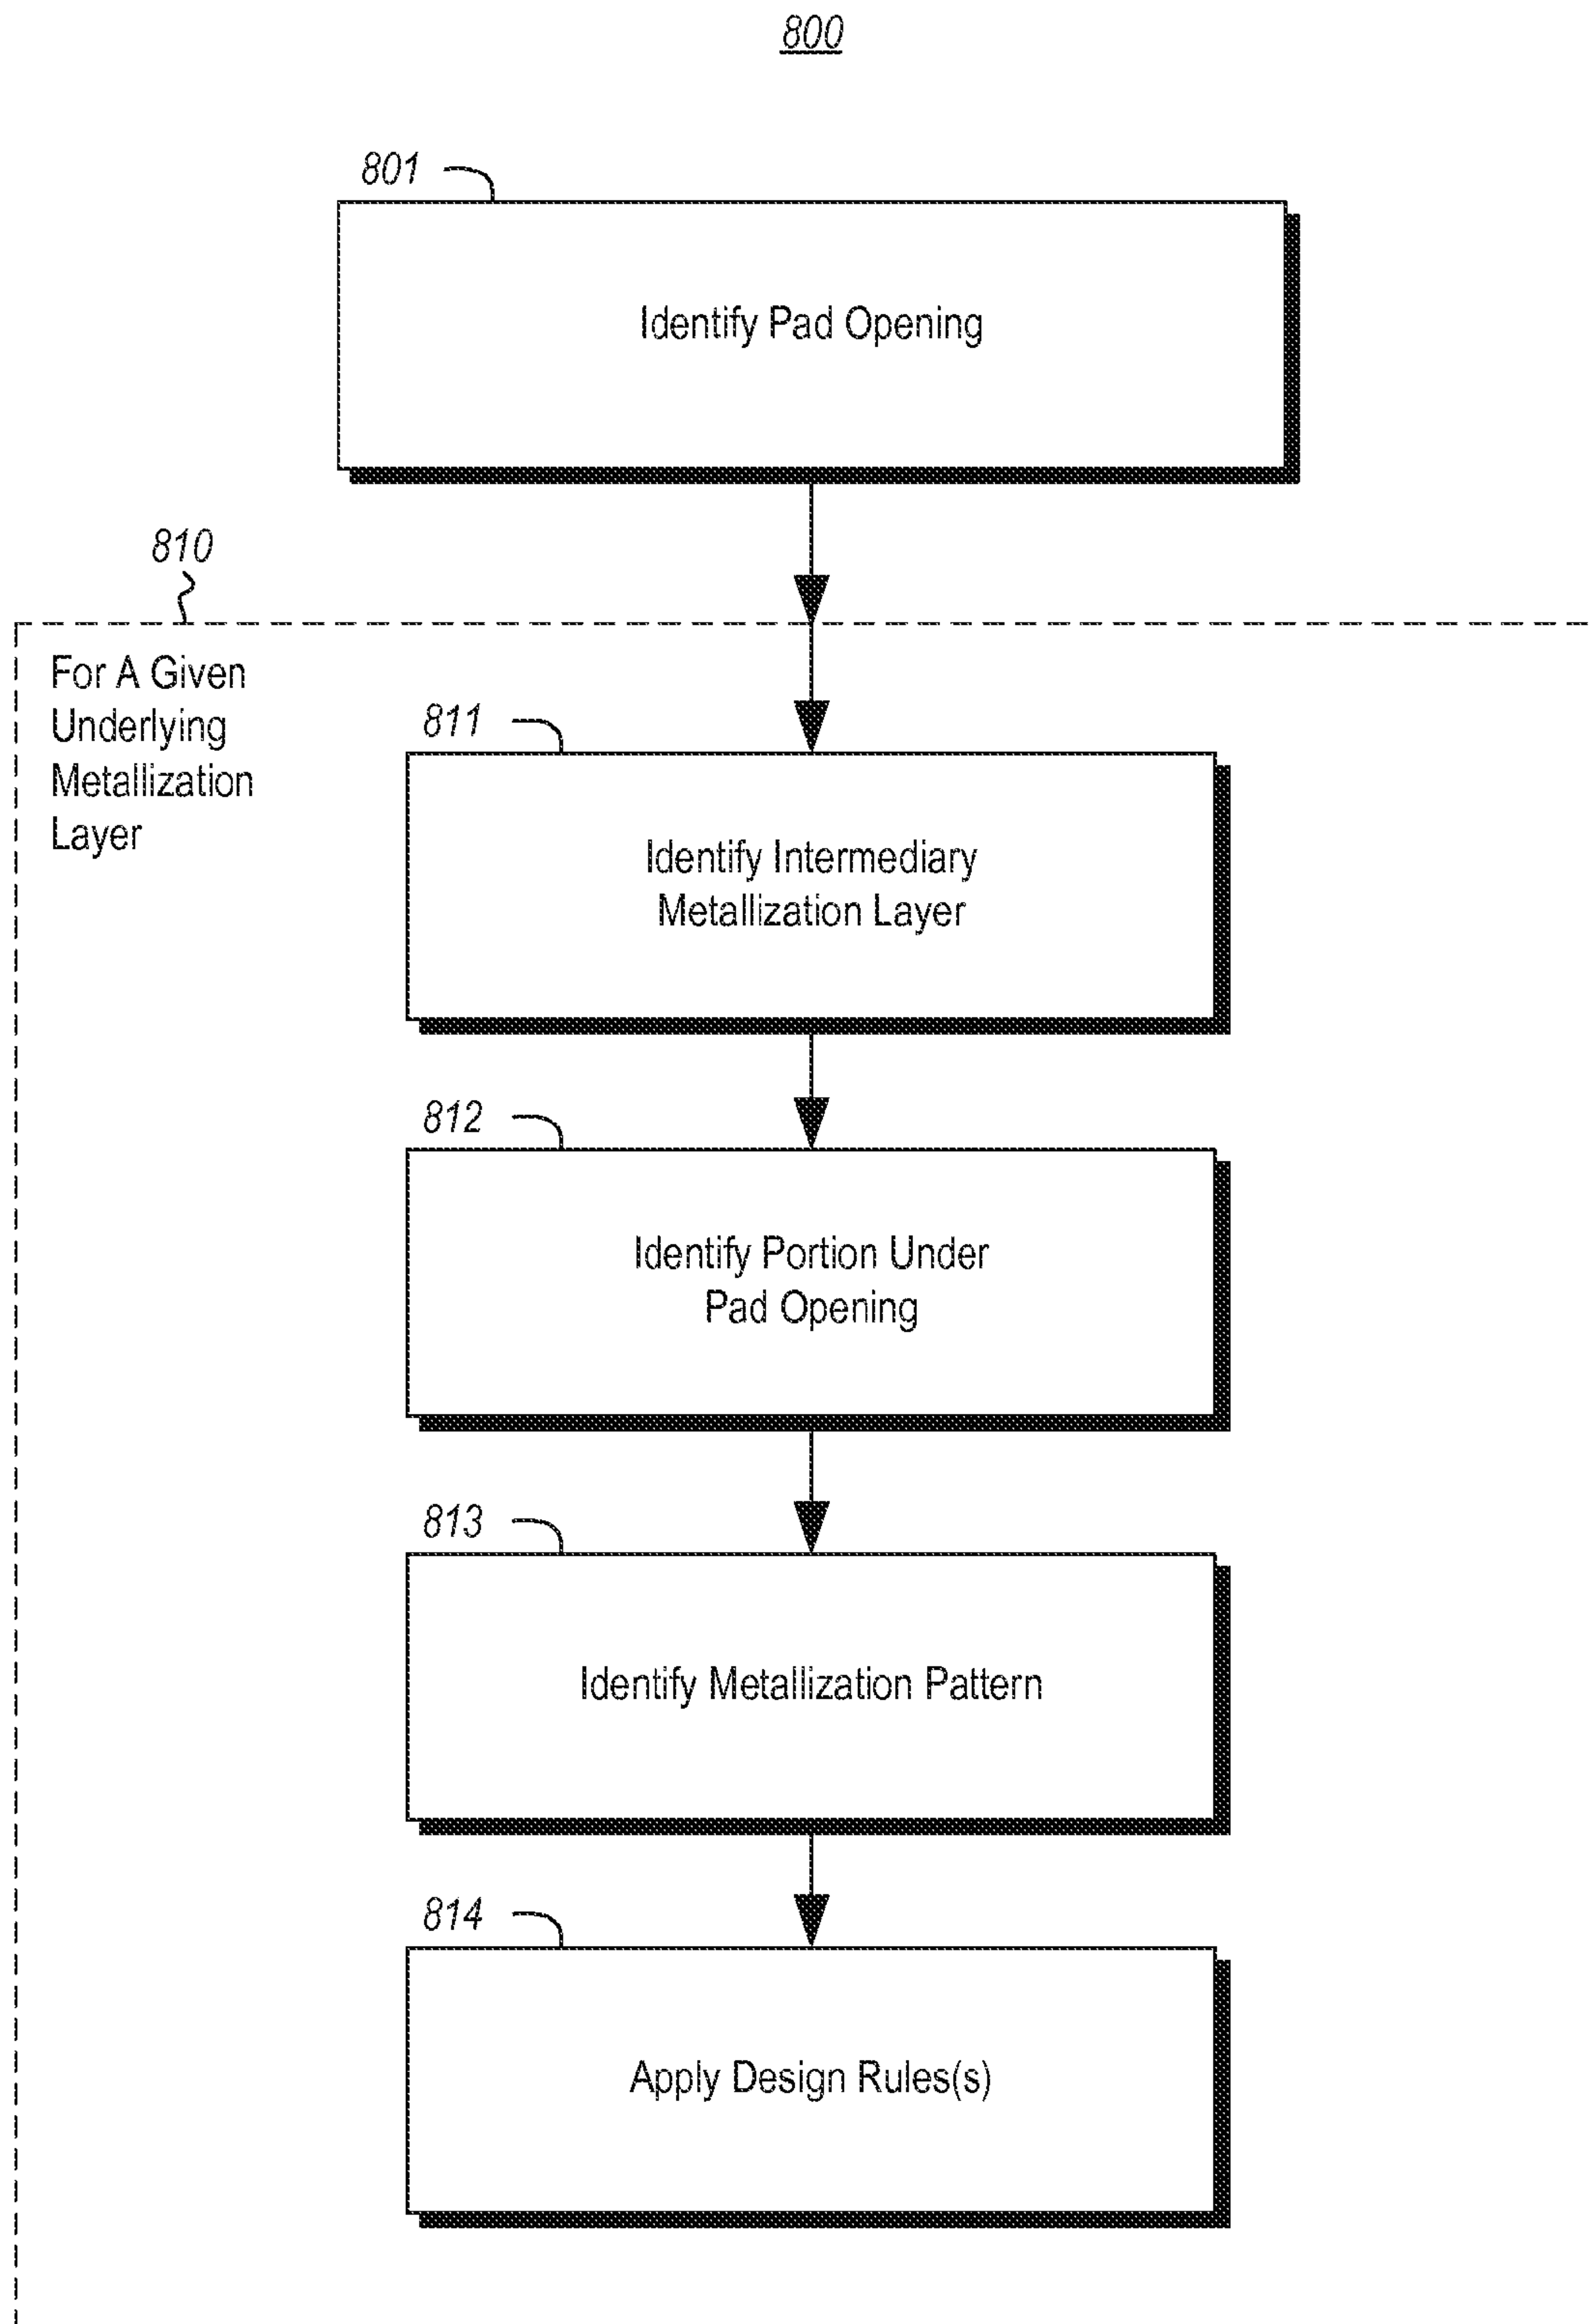 800
801
Identify Pad Opening
810
For A Given
Underlying
Metallization
Layer
811
Identify Intermediary
Metallization Layer
812
Identify Portion Under
Pad Opening
813
Identify Metallization Pattern
814
Apply Design Rules(s)